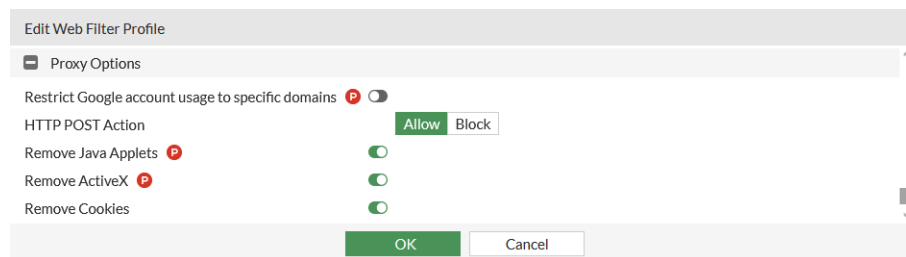 Edit Web Filter Profile
Proxy Options
Restrict Google account usage to specific domains P
HTTP POST Action Allow Block
Remove Java Applets P
Remove ActiveX P
Remove Cookies
OK Cancel